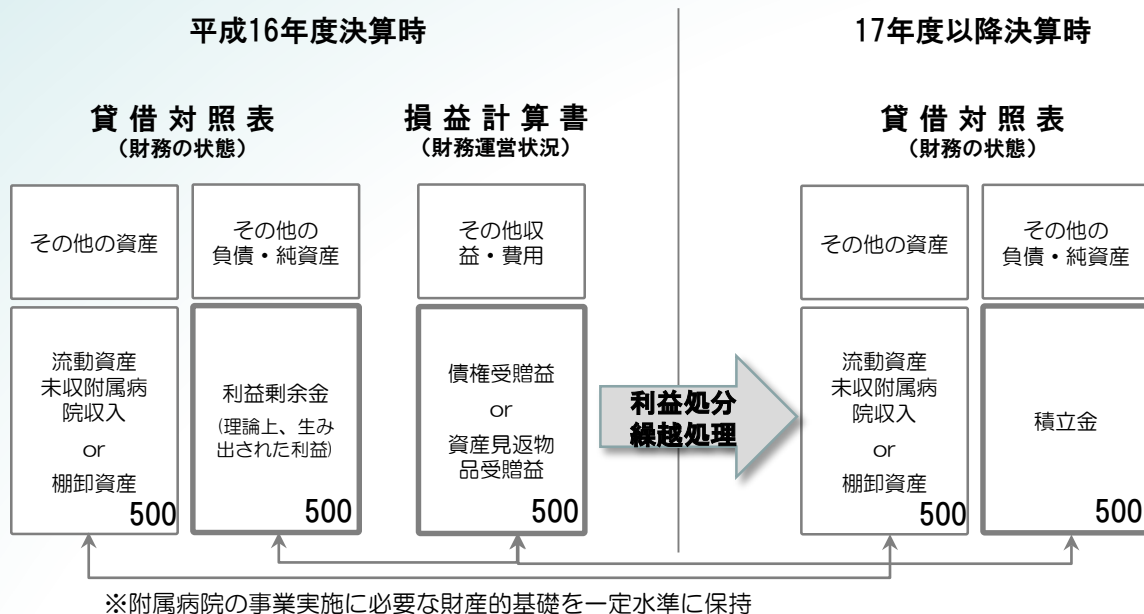 平成16年度決算時
17年度以降決算時
貸借対照表
(財務の状態)
損益計算書
(財務運営状況)
貸借対照表
(財務の状態)
その他の資産
その他の
負債・純資産
その他収
益・費用
その他の資産
その他の
負債・純資産
流動資産
未収附属病
院収入
or
棚卸資産
500
利益剰余金
(理論上、生み
出された利益)
500
債権受贈益
or
資産見返物
品受贈益
500
利益処分
繰越処理
流動資産
未収附属病
院収入
or
棚卸資産
500
積立金
500
※附属病院の事業実施に必要な財産的基礎を一定水準に保持